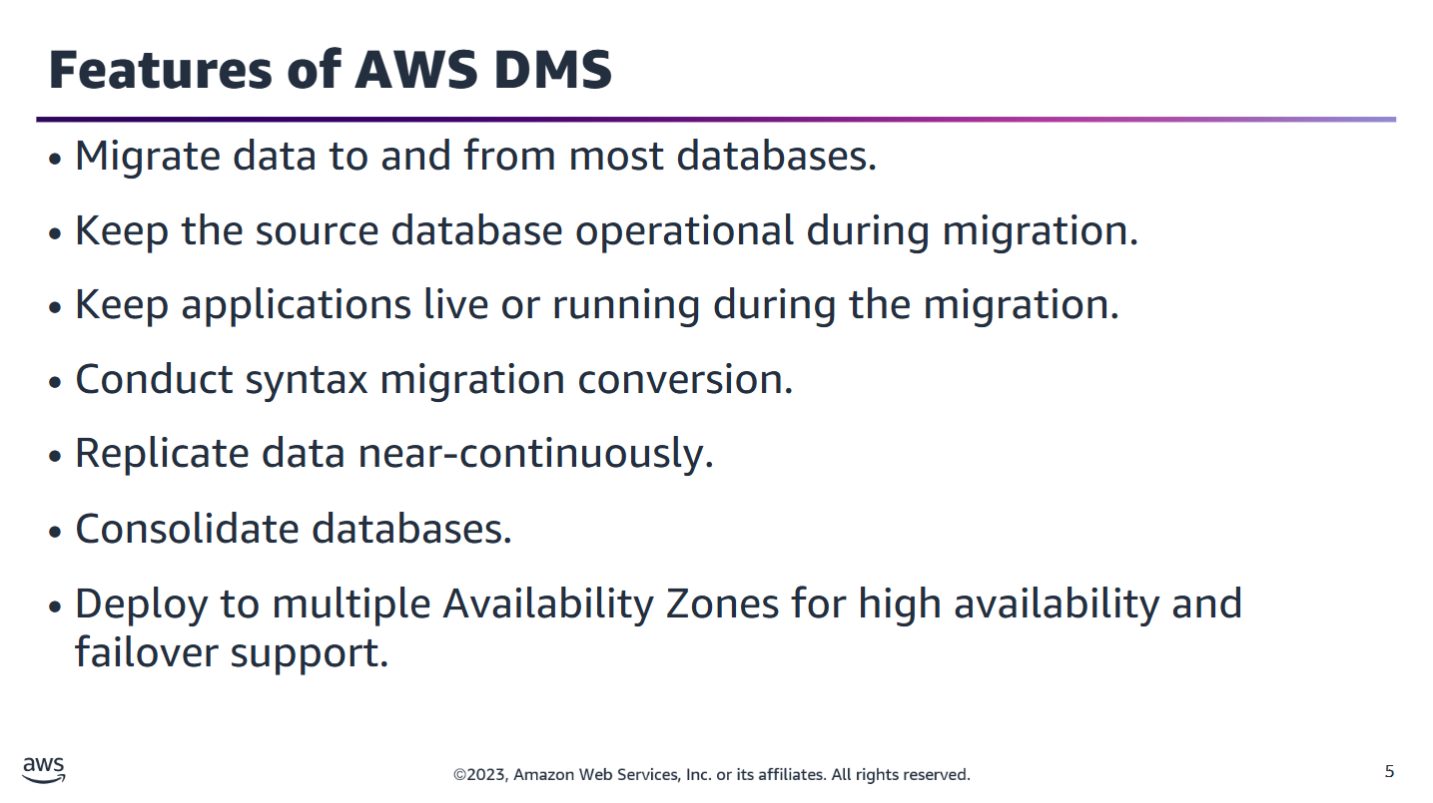 Features of AWS DMS
• Migrate data to and from most databases.
• Keep the source database operational during migration.
• Keep applications live or running during the migration.
• Conduct syntax migration conversion.
• Replicate data near-continuously.
• Consolidate databases.
• Deploy to multiple Availability Zones for high availability and
failover support.
aws
©2023, Amazon Web Services, Inc. or its affiliates. All rights reserved.
5